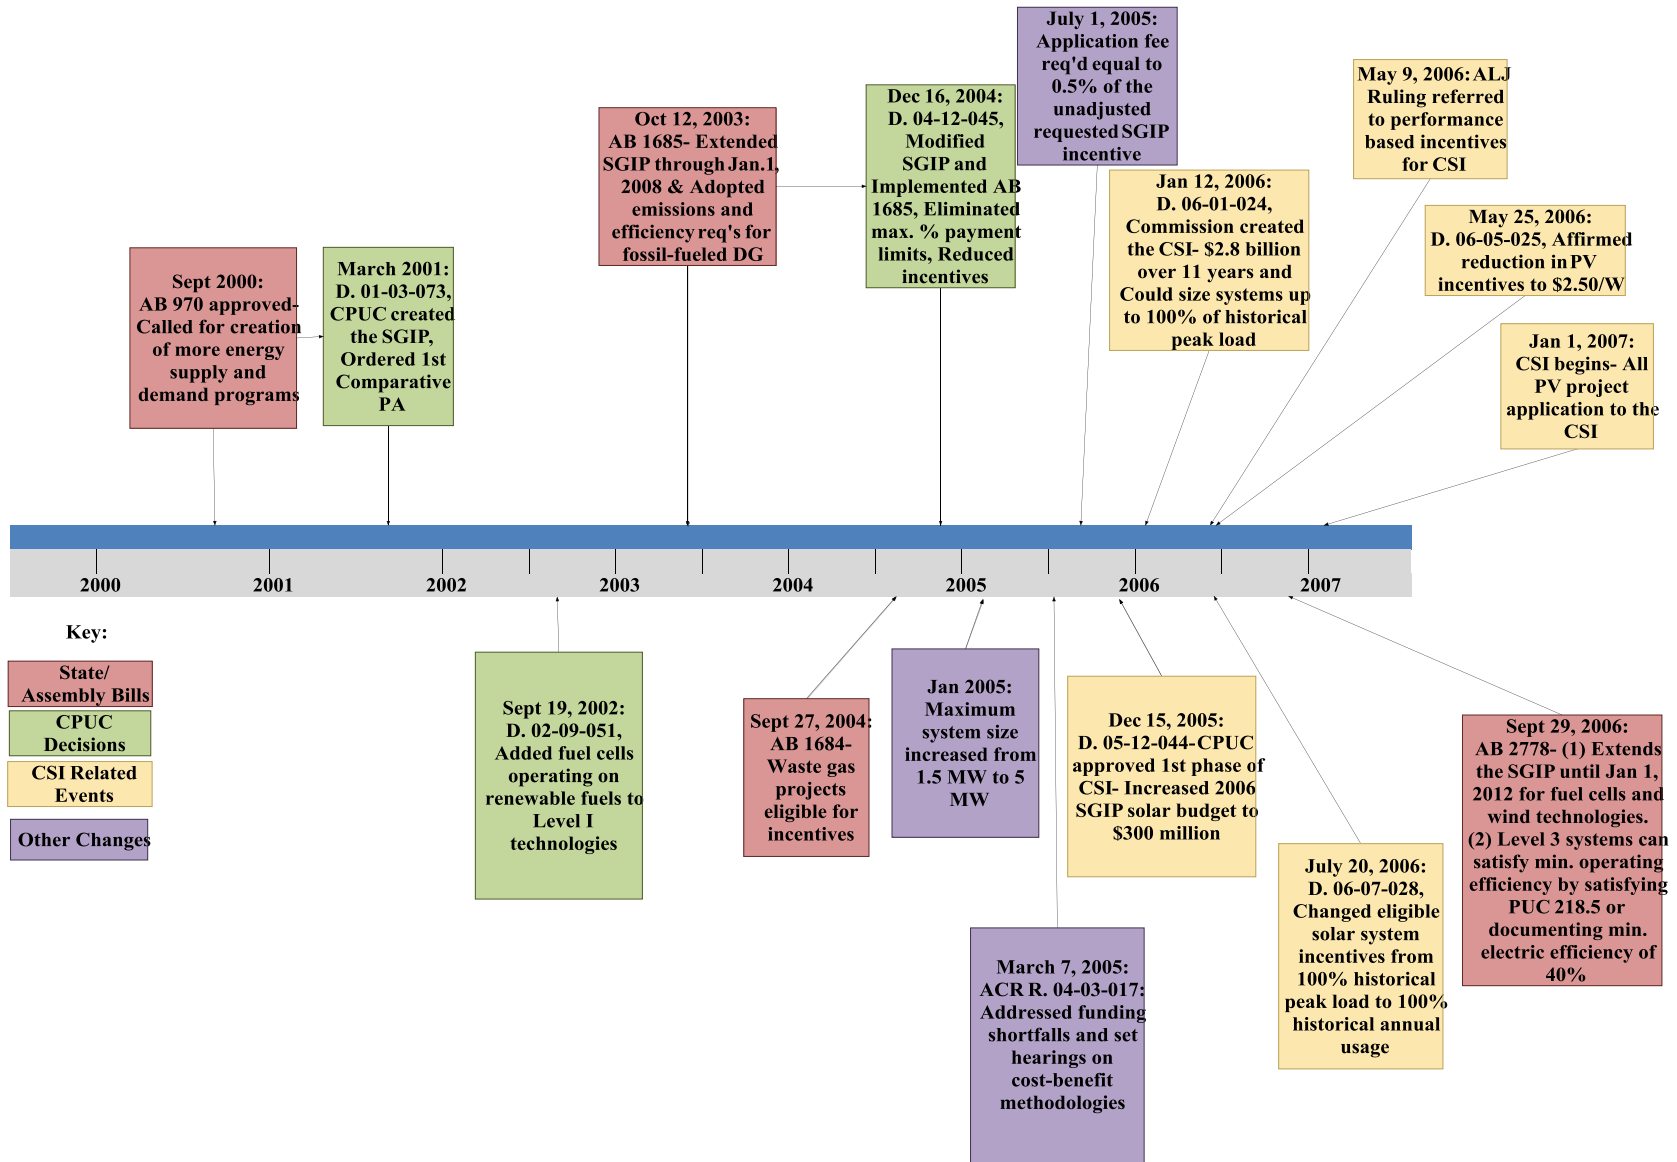 July 1, 2005:
Application fee
req'd equal to
0.5% of the
unadjusted
requested SGIP
incentive
May 9, 2006: ALJ
Ruling referred
to performance
based incentives
for CSI
Dec 16, 2004:
D. 04-12-045,
Modified
SGIP and
Implemented AB
1685, Eliminated
max. % payment
limits, Reduced
incentives
Oct 12, 2003:
AB 1685- Extended
SGIP through Jan.1,
2008 & Adopted
emissions and
efficiency req's for
fossil-fueled DG
Jan 12, 2006:
D. 06-01-024,
Commission created
the CSI- $2.8 billion
over 11 years and
Could size systems up
to 100% of historical
peak load
May 25, 2006:
D. 06-05-025, Affirmed
reduction in PV
incentives to $2.50/W
Sept 2000:
AB 970 approved-
Called for creation
of more energy
supply and
demand programs
March 2001:
D. 01-03-073,
CPUC created
the SGIP,
Ordered 1st
Comparative
PA
Jan 1, 2007:
CSI begins- All
PV project
application to the
CSI
2000
2001
2002
2003
2004
2005
2006
2007
Key:
State/
Assembly Bills
CPUC
Decisions
CSI Related
Events
Other Changes
Sept 19, 2002:
D. 02-09-051,
Added fuel cells
operating on
renewable fuels to
Level I
technologies
Sept 27, 2004:
AB 1684-
Waste gas
projects
eligible for
incentives
Jan 2005:
Maximum
system size
increased from
1.5 MW to 5
MW
March 7, 2005:
ACR R. 04-03-017:
Addressed funding
shortfalls and set
hearings on
cost-benefit
methodologies
Dec 15, 2005:
D. 05-12-044-CPUC
approved 1st phase of
CSI- Increased 2006
SGIP solar budget to
$300 million
July 20, 2006:
D. 06-07-028,
Changed eligible
solar system
incentives from
100% historical
peak load to 100%
historical annual
usage
Sept 29, 2006:
AB 2778- (1) Extends
the SGIP until Jan 1,
2012 for fuel cells and
wind technologies.
(2) Level 3 systems can
satisfy min. operating
efficiency by satisfying
PUC 218.5 or
documenting min.
electric efficiency of
40%